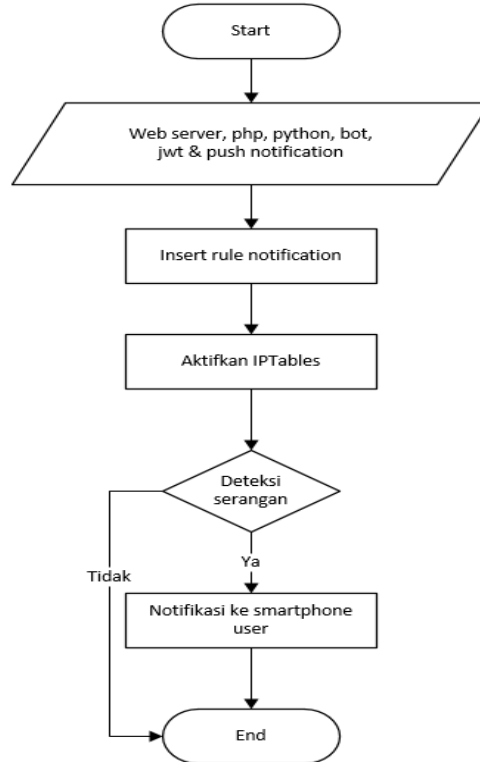 Start
Web server, php, python, bot,
jwt & push notification
Insert rule notification
Aktifkan IPTables
Deteksi
serangan
Ya
Tidak
Notifikasi ke smartphone
user
End